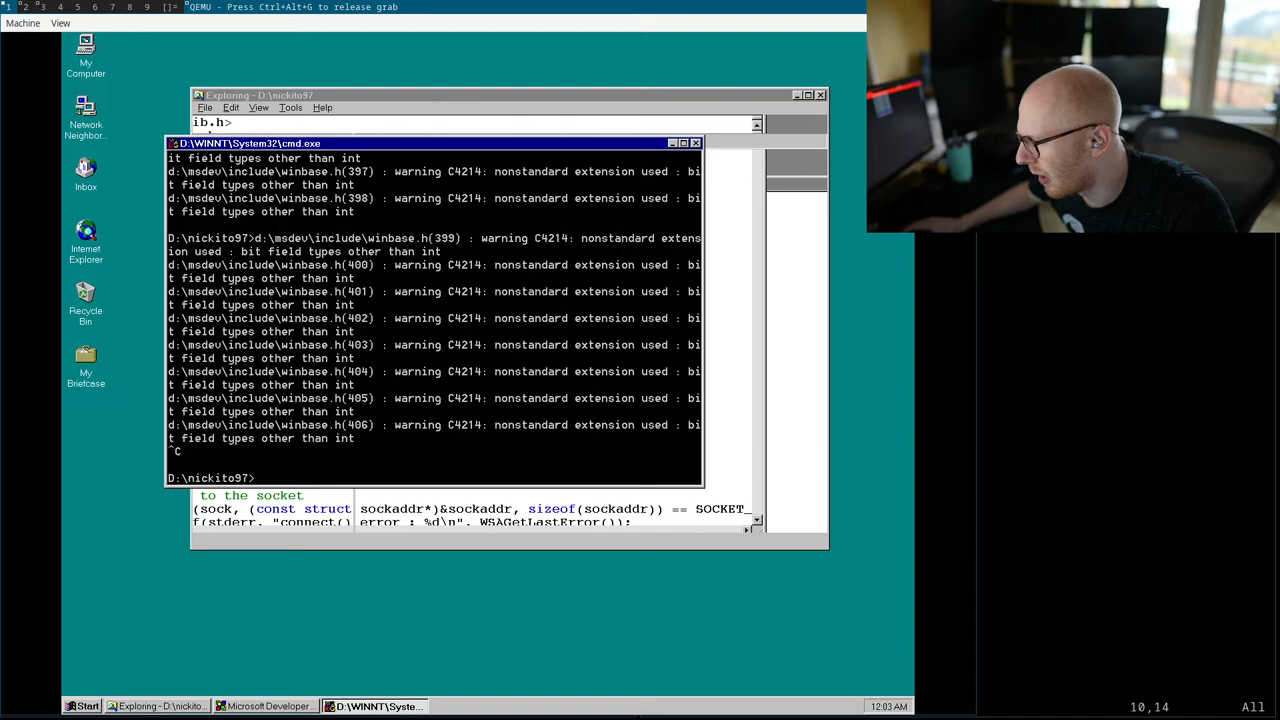 1 2 3 4 5 6 7 8 9 []= QEMU - Press Ctrl+Alt+G to release grab
Machine View
My Computer
Network Neighbor...
Inbox
Internet Explorer
Recycle Bin
My Briefcase
Exploring - D:\nickito97
File Edit View Tools Help
ib.h>
D:\WINNT\System32\cmd.exe
it field types other than int
d:\msdev\include\winbase.h(397) : warning C4214: nonstandard extension used : bi
t field types other than int
d:\msdev\include\winbase.h(398) : warning C4214: nonstandard extension used : bi
t field types other than int
D:\nickito97>d:\msdev\include\winbase.h(399) : warning C4214: nonstandard extens
ion used : bit field types other than int
d:\msdev\include\winbase.h(400) : warning C4214: nonstandard extension used : bi
t field types other than int
d:\msdev\include\winbase.h(401) : warning C4214: nonstandard extension used : bi
t field types other than int
d:\msdev\include\winbase.h(402) : warning C4214: nonstandard extension used : bi
t field types other than int
d:\msdev\include\winbase.h(403) : warning C4214: nonstandard extension used : bi
t field types other than int
d:\msdev\include\winbase.h(404) : warning C4214: nonstandard extension used : bi
t field types other than int
d:\msdev\include\winbase.h(405) : warning C4214: nonstandard extension used : bi
t field types other than int
d:\msdev\include\winbase.h(406) : warning C4214: nonstandard extension used : bi
t field types other than int
^C
D:\nickito97>
to the socket
(sock, (const struct sockaddr*)&sockaddr, sizeof(sockaddr)) == SOCKET_
f(stderr, "connect() error : %d\n", WSAGetLastError());
Start Exploring - D:\nickito... Microsoft Developer ... D:\WINNT\Syste... 12:03 AM
10,14 All